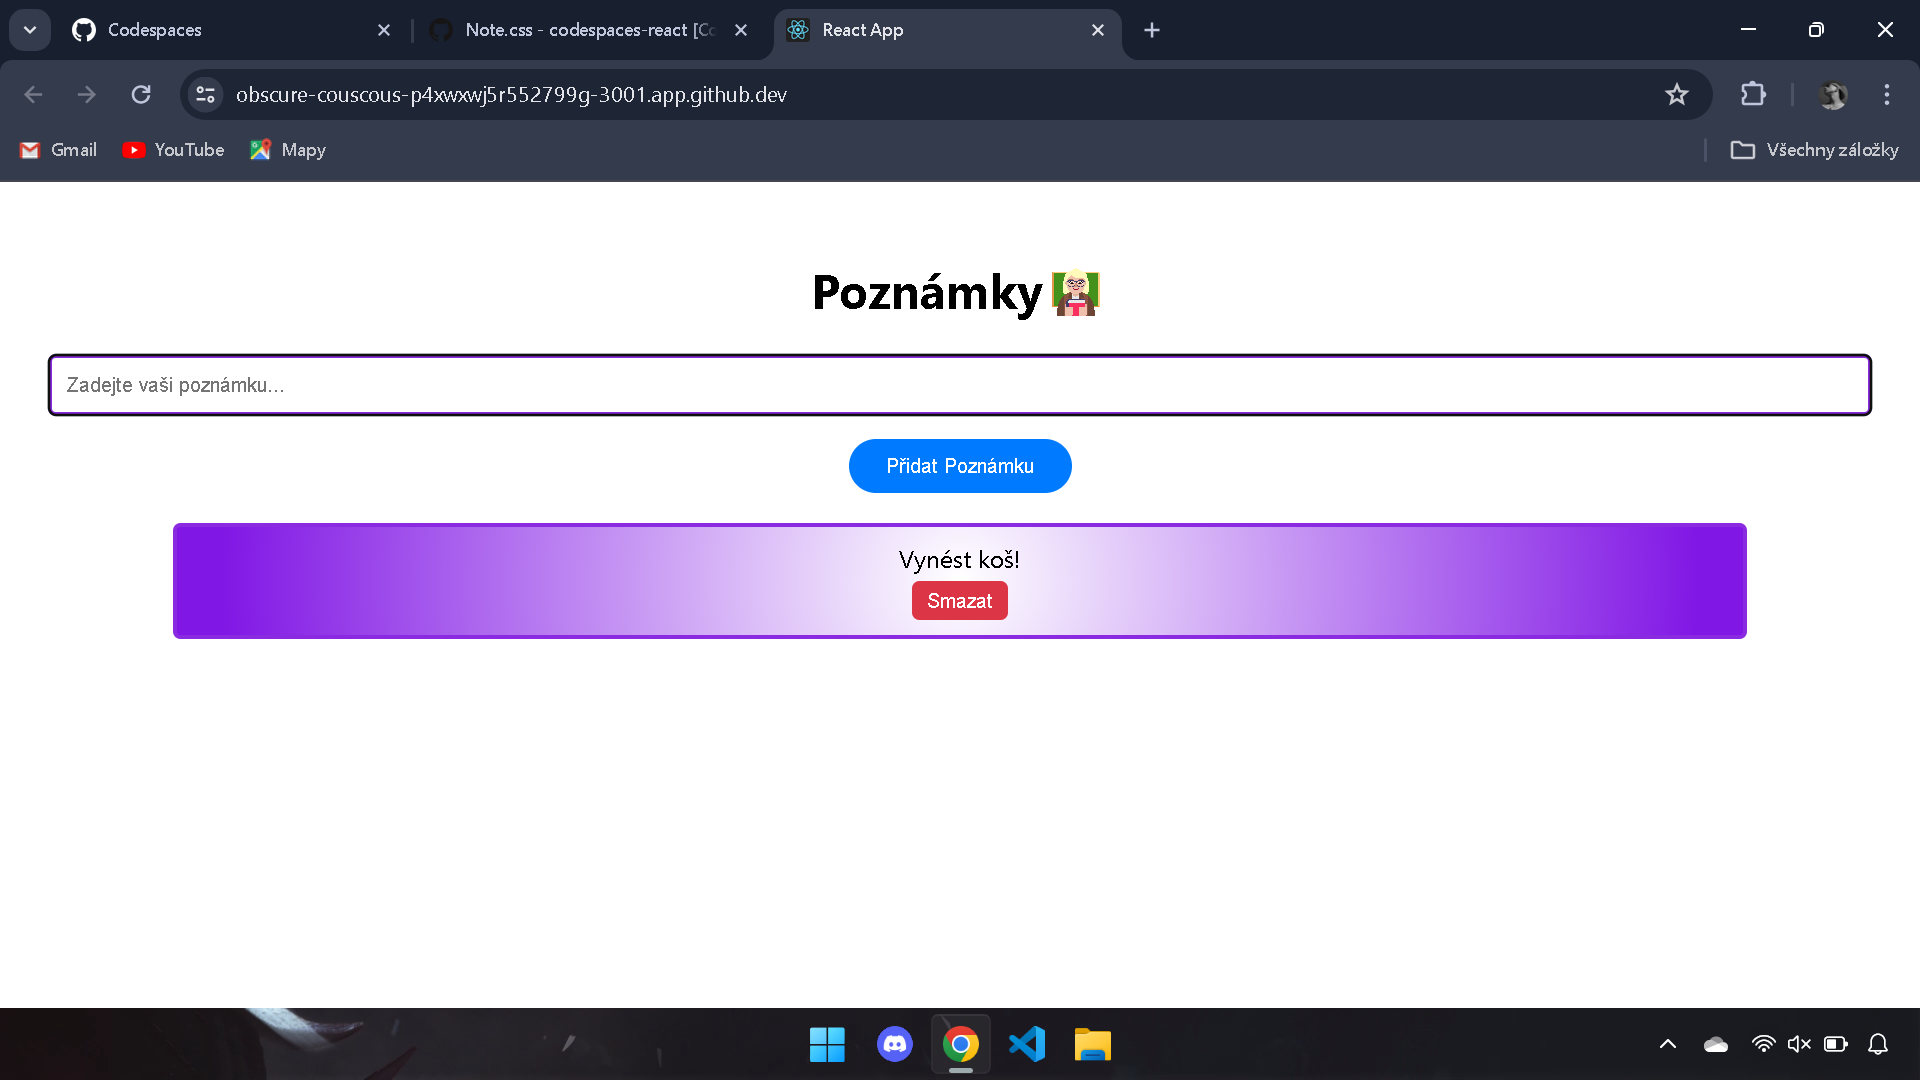 Codespaces
Note.css - codespaces-react [Co
React App
obscure-couscous-p4xwxwj5r552799g-3001.app.github.dev
Gmail
YouTube
Mapy
Všechny záložky
Poznámky
Zadejte vaši poznámku...
Přidat Poznámku
Vynést koš!
Smazat